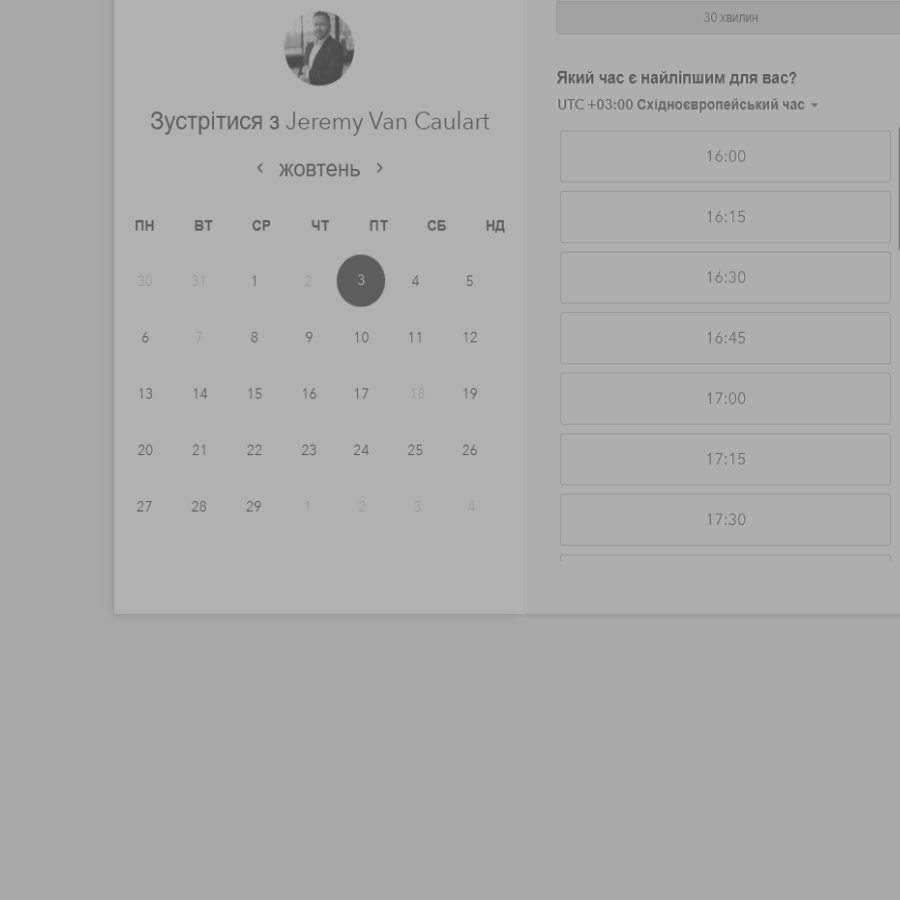 Зустрітися з Jeremy Van Caulart
< жовтень >
ПН ВТ СР ЧТ ПТ СБ НД
30 31 1 2 3 4 5
6 7 8 9 10 11 12
13 14 15 16 17 18 19
20 21 22 23 24 25 26
27 28 29 1 2 3 4
30 хвилин
Який час є найліпшим для вас?
UTC +03:00 Східноєвропейський час
16:00
16:15
16:30
16:45
17:00
17:15
17:30